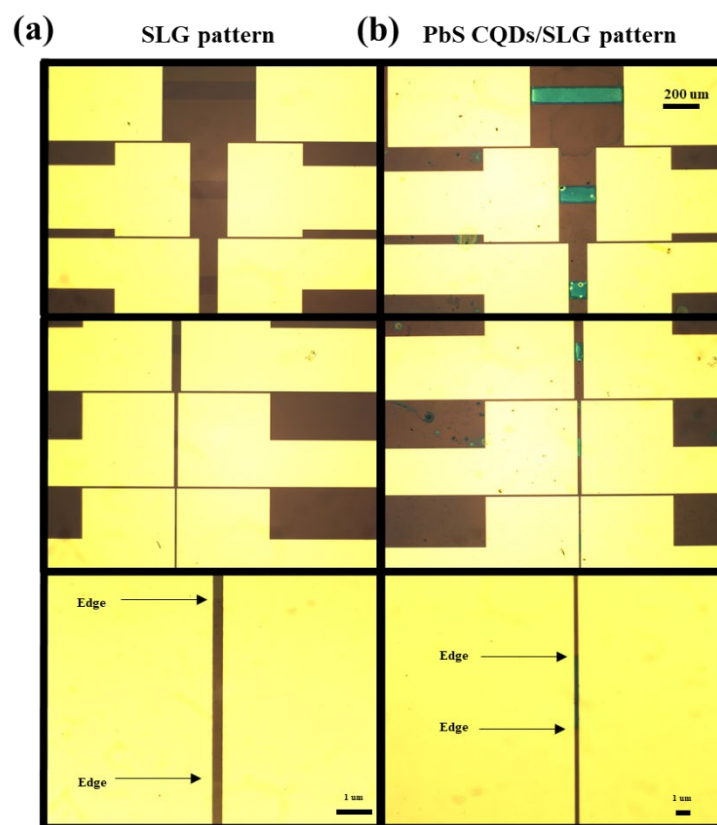 (a) SLG pattern
(b) PbS CQDs/SLG pattern
200 um
Edge
Edge
1 um
Edge
Edge
1 um